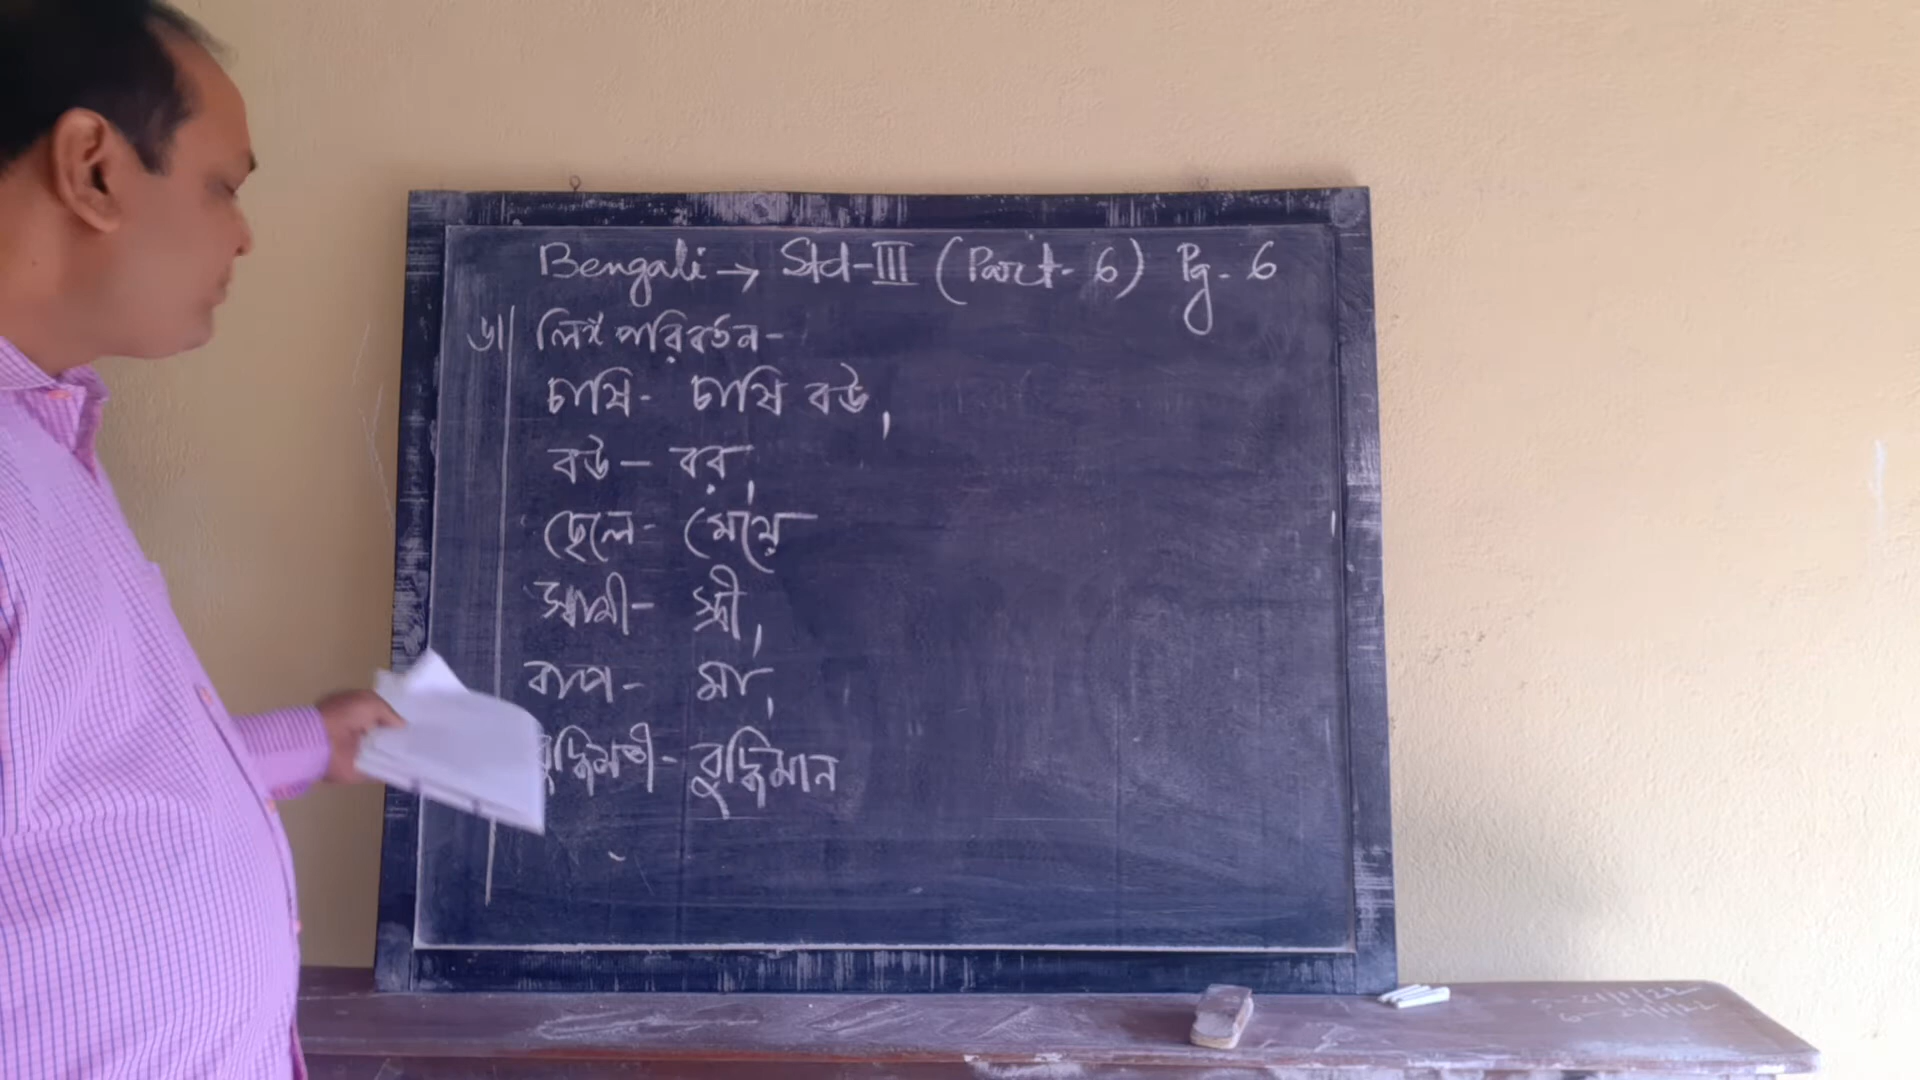 Bengali → Std-III (Part- 6) Pg- 6
৬। লিঙ্গ পরিবর্তন-
চাষি- চাষি বউ,
বউ – বর,
ছেলে- মেয়ে
স্বামী- স্ত্রী,
বাপ- মা,
বুদ্ধিমতী- বুদ্ধিমান